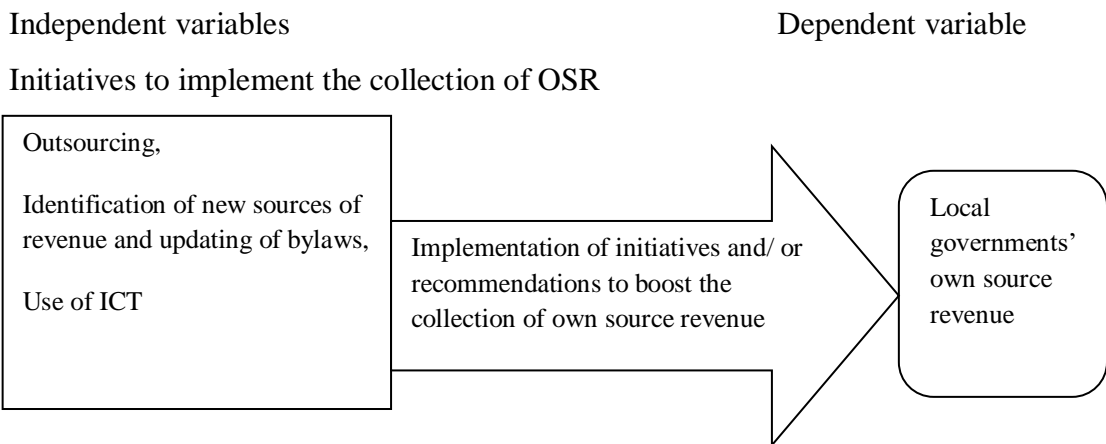 Independent variables
Dependent variable
Initiatives to implement the collection of OSR
Outsourcing,
Identification of new sources of
revenue and updating of bylaws,
Use of ICT
Implementation of initiatives and/ or
recommendations to boost the
collection of own source revenue
Local
governments’
own source
revenue